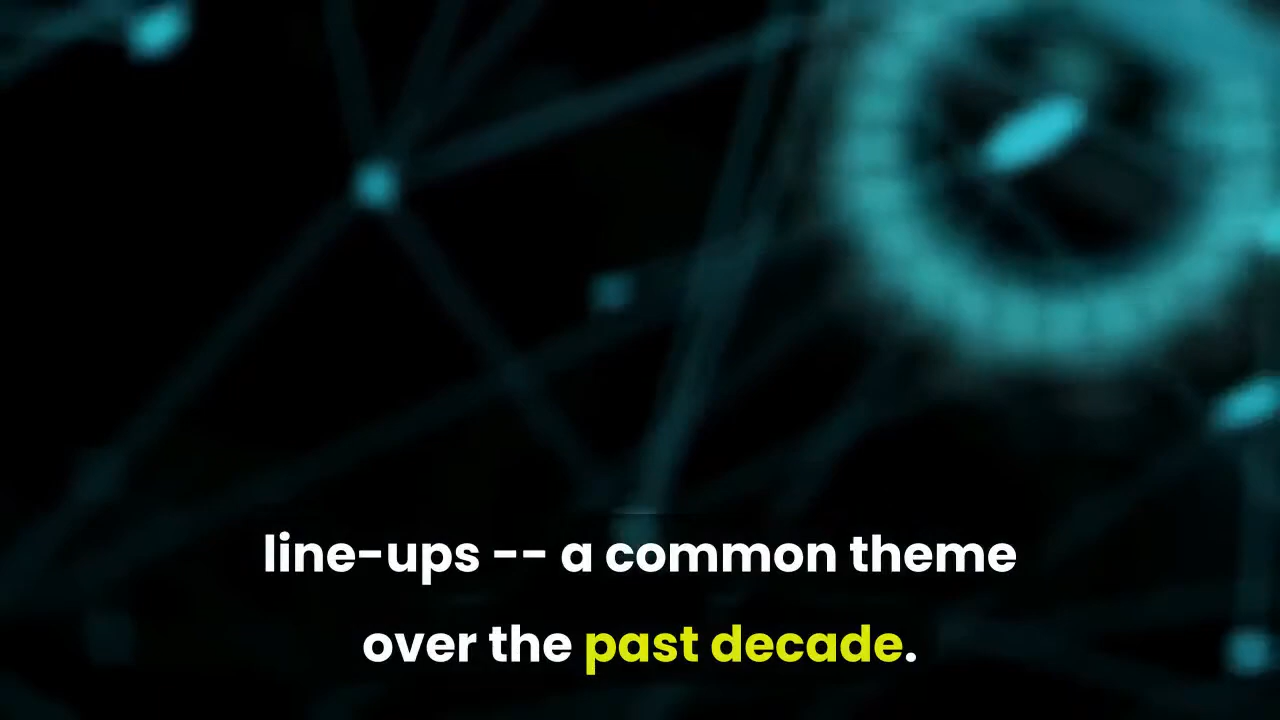 line-ups -- a common theme
over the past decade.